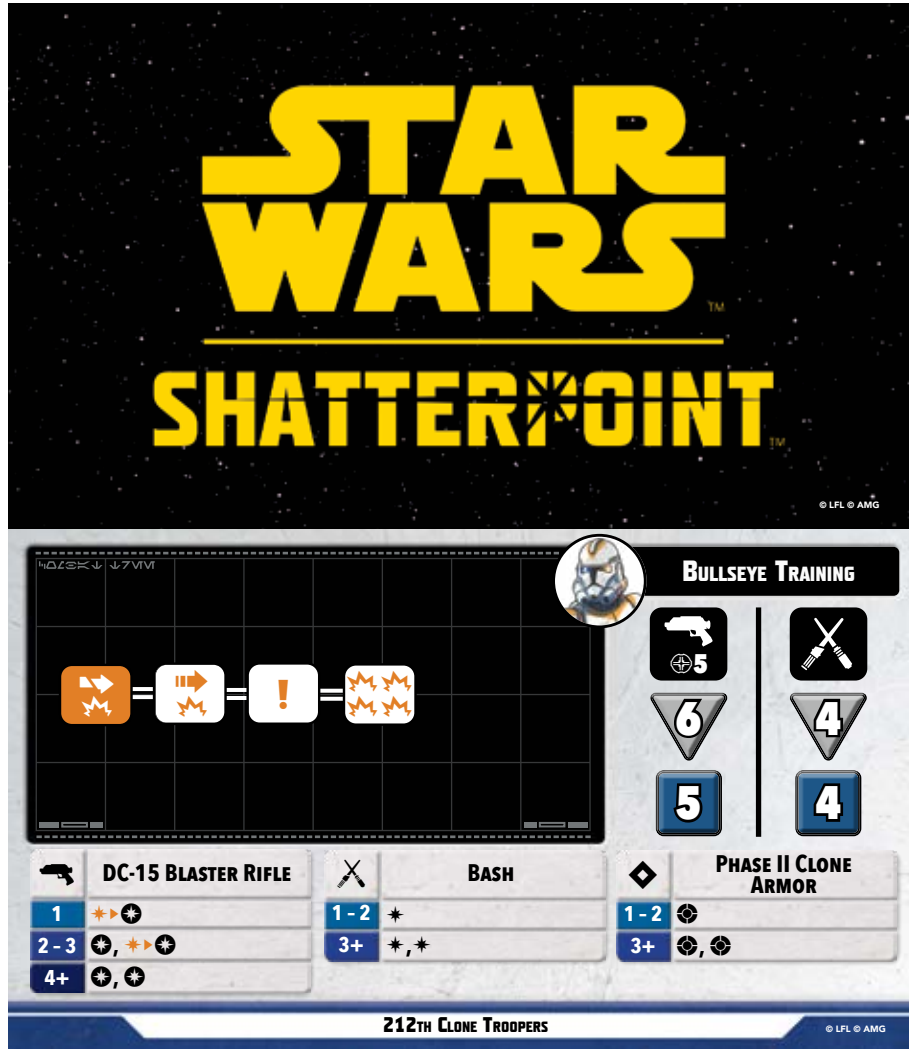 STAR
WARS
TM
SHATTERPOINT
TM
© LFL © AMG
BULLSEYE TRAINING
5
6
4
5
4
!
DC-15 BLASTER RIFLE
1
2 - 3
4+
BASH
1 - 2
3+
PHASE II CLONE
ARMOR
1 - 2
3+
212TH CLONE TROOPERS
© LFL © AMG